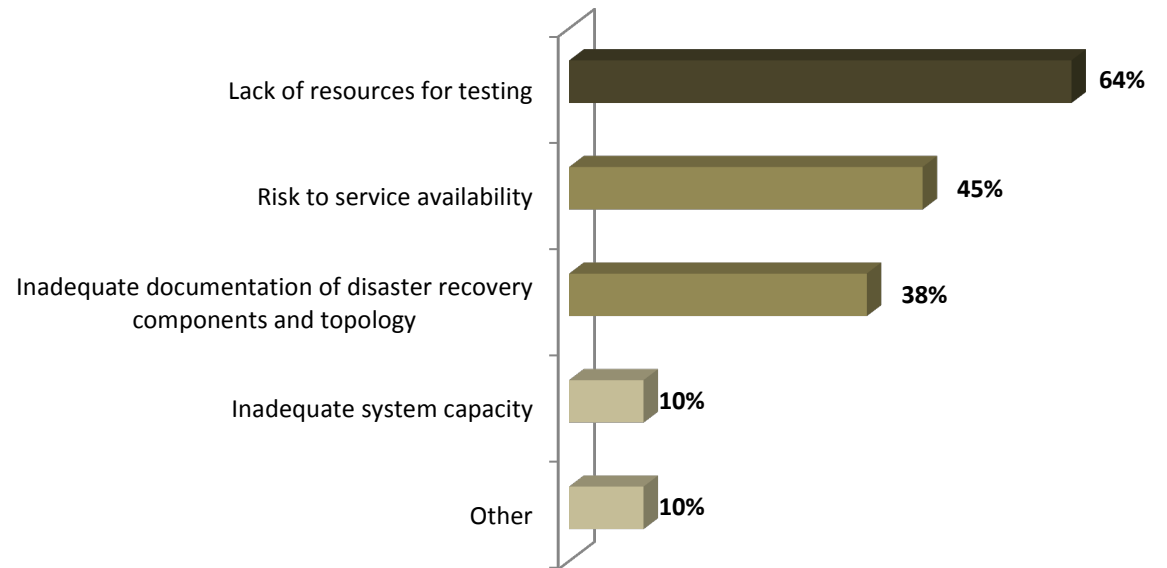 Lack of resources for testing
64%
Risk to service availability
45%
Inadequate documentation of disaster recovery
components and topology
38%
Inadequate system capacity
10%
Other
10%